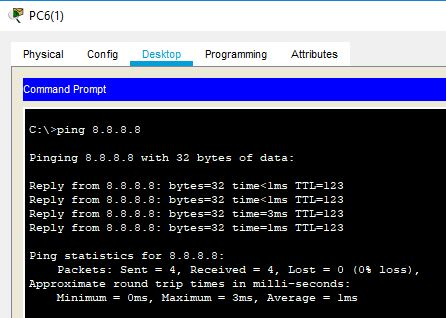 PC6(1)
Physical Config Desktop Programming Attributes
Command Prompt
C:\>ping 8.8.8.8
Pinging 8.8.8.8 with 32 bytes of data:
Reply from 8.8.8.8: bytes=32 time<1ms TTL=123
Reply from 8.8.8.8: bytes=32 time<1ms TTL=123
Reply from 8.8.8.8: bytes=32 time=3ms TTL=123
Reply from 8.8.8.8: bytes=32 time=1ms TTL=123
Ping statistics for 8.8.8.8:
Packets: Sent = 4, Received = 4, Lost = 0 (0% loss),
Approximate round trip times in milli-seconds:
Minimum = 0ms, Maximum = 3ms, Average = 1ms